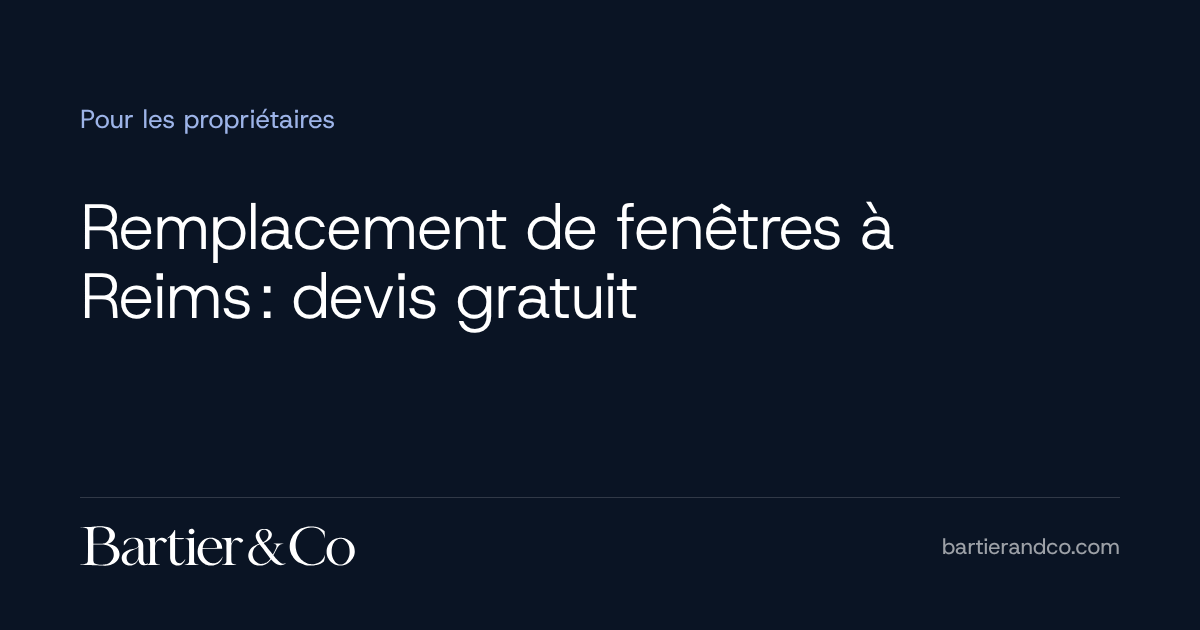 Pour les propriétaires
Remplacement de fenêtres à
Reims : devis gratuit
Bartier & Co
bartierandco.com